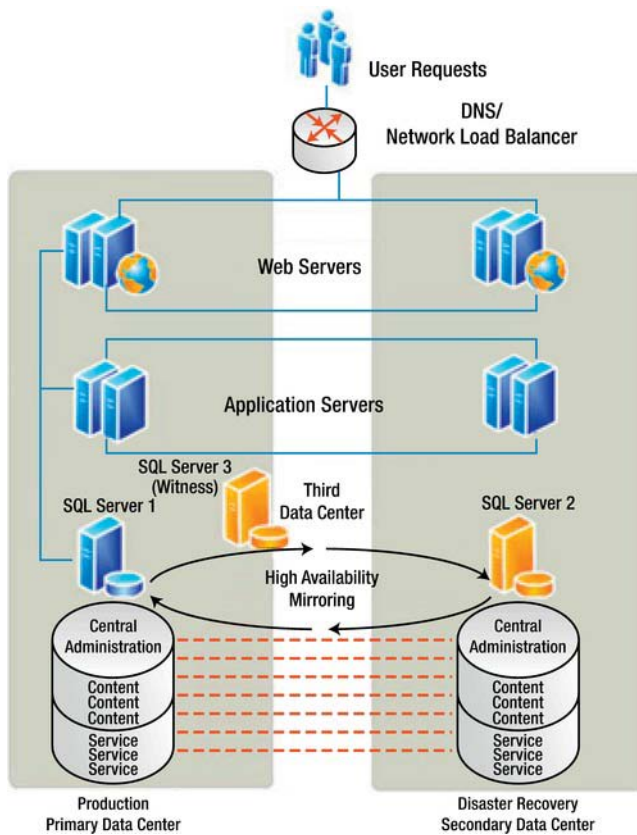 User Requests
DNS/
Network Load Balancer
Web Servers
Application Servers
SQL Server 3
(Witness)
Third
Data Center
SQL Server 1
SQL Server 2
High Availability
Mirroring
Central
Administration
Content
Content
Content
Service
Service
Service
Central
Administration
Content
Content
Content
Service
Service
Service
Production
Primary Data Center
Disaster Recovery
Secondary Data Center